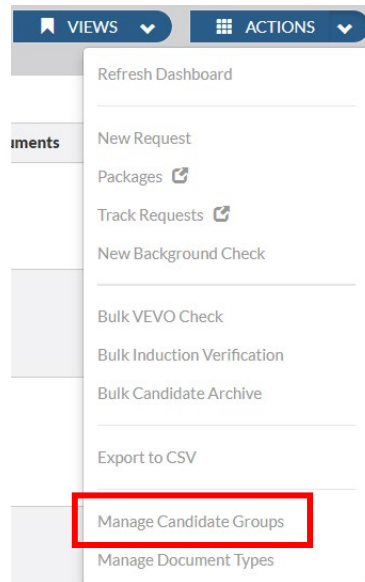 VIEWS
ACTIONS
Refresh Dashboard
uments
New Request
Packages
Track Requests
New Background Check
Bulk VEVO Check
Bulk Induction Verification
Bulk Candidate Archive
Export to CSV
Manage Candidate Groups
Manage Document Types